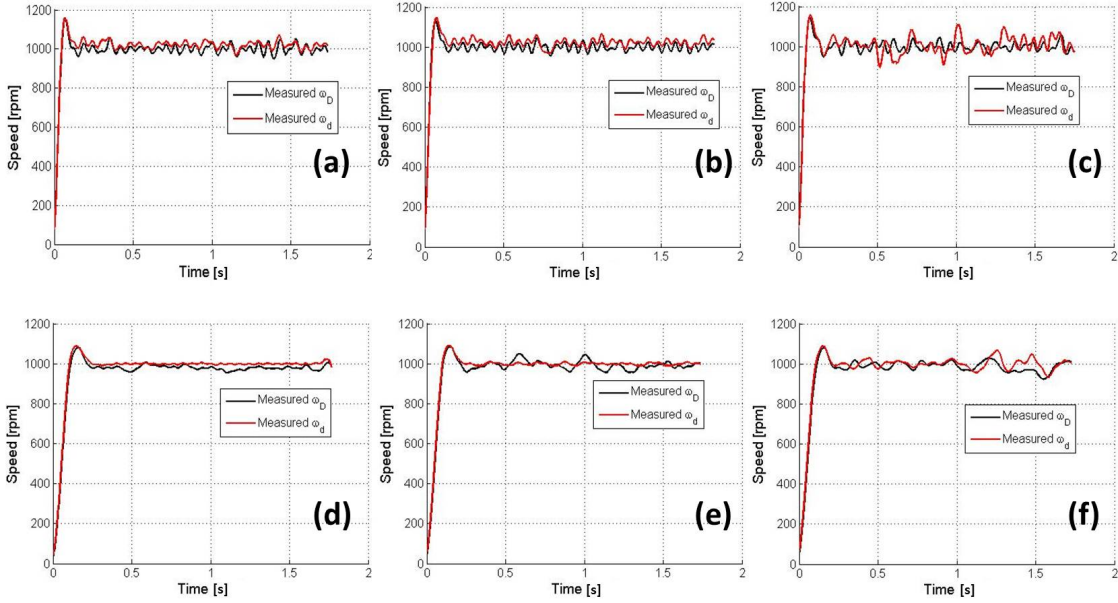 1200
1000
800
600
400
200
0
Speed [rpm]
Measured ω_D
Measured ω_d
(a)
0 0.5 1 1.5 2
Time [s]
1200
1000
800
600
400
200
0
Speed [rpm]
Measured ω_D
Measured ω_d
(b)
0 0.5 1 1.5 2
Time [s]
1200
1000
800
600
400
200
0
Speed [rpm]
Measured ω_D
Measured ω_d
(c)
0 0.5 1 1.5 2
Time [s]
1200
1000
800
600
400
200
0
Speed [rpm]
Measured ω_D
Measured ω_d
(d)
0 0.5 1 1.5 2
Time [s]
1200
1000
800
600
400
200
0
Speed [rpm]
Measured ω_D
Measured ω_d
(e)
0 0.5 1 1.5 2
Time [s]
1200
1000
800
600
400
200
0
Speed [rpm]
Measured ω_D
Measured ω_d
(f)
0 0.5 1 1.5 2
Time [s]